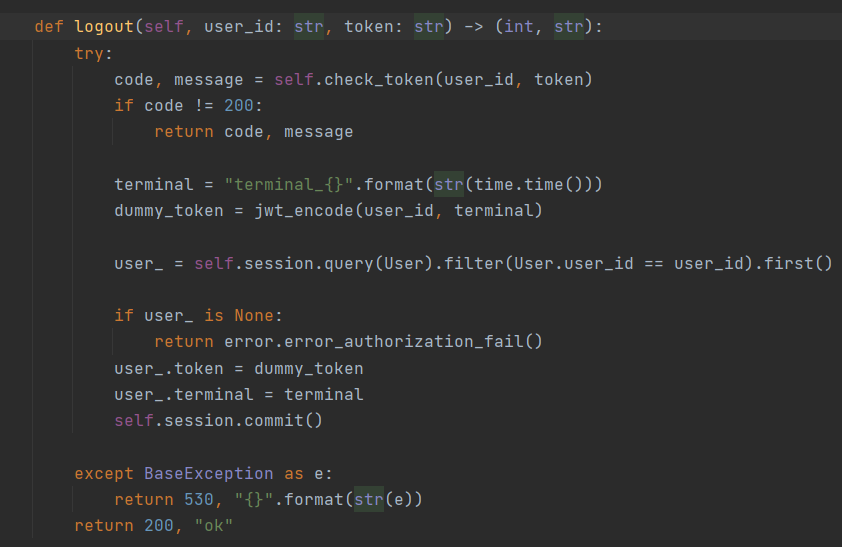 def logout(self, user_id: str, token: str) -> (int, str):
try:
code, message = self.check_token(user_id, token)
if code != 200:
return code, message
terminal = "terminal_{}".format(str(time.time()))
dummy_token = jwt_encode(user_id, terminal)
user_ = self.session.query(User).filter(User.user_id == user_id).first()
if user_ is None:
return error.error_authorization_fail()
user_.token = dummy_token
user_.terminal = terminal
self.session.commit()
except BaseException as e:
return 530, "{}".format(str(e))
return 200, "ok"